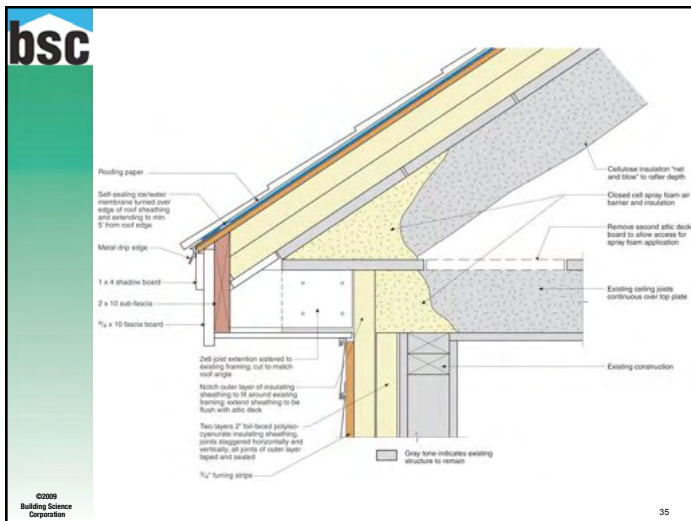 bsc
Roofing paper
Self-sealing ice/water
membrane turned over
edge of roof sheathing
and extending to min.
5' from roof edge
Metal drip edge
1 x 4 shadow board
2 x 10 sub-fascia
5/4 x 10 fascia board
2x6 joist extention sistered to
existing framing, cut to match
roof angle
Notch outer layer of insulating
sheathing to fit around existing
framing; extend sheathing to be
flush with attic deck
Two layers 2" foil-faced polyiso-
cyanurate insulating sheathing,
joints staggered horizontally and
vertically; all joints of outer layer
taped and sealed
3/4" furring strips
Cellulose insulation "net
and blow" to rafter depth
Closed cell spray foam air
barrier and insulation
Remove second attic deck
board to allow access for
spray foam application
Existing ceiling joists
continuous over top plate
Existing construction
Gray tone indicates existing
structure to remain
©2009
Building Science
Corporation
35